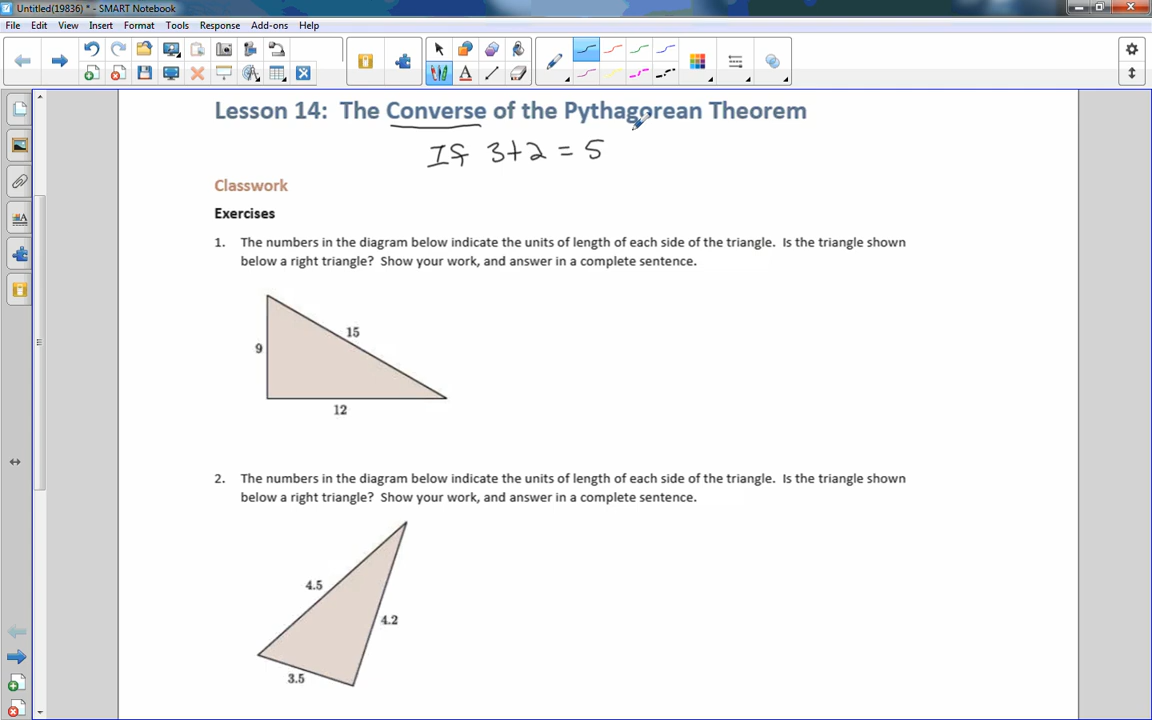 Untitled(19836) * - SMART Notebook
File Edit View Insert Format Tools Response Add-ons Help
Lesson 14: The Converse of the Pythagorean Theorem
If 3+2 = 5
Classwork
Exercises
1. The numbers in the diagram below indicate the units of length of each side of the triangle. Is the triangle shown
below a right triangle? Show your work, and answer in a complete sentence.
15
9
12
2. The numbers in the diagram below indicate the units of length of each side of the triangle. Is the triangle shown
below a right triangle? Show your work, and answer in a complete sentence.
4.5
4.2
3.5